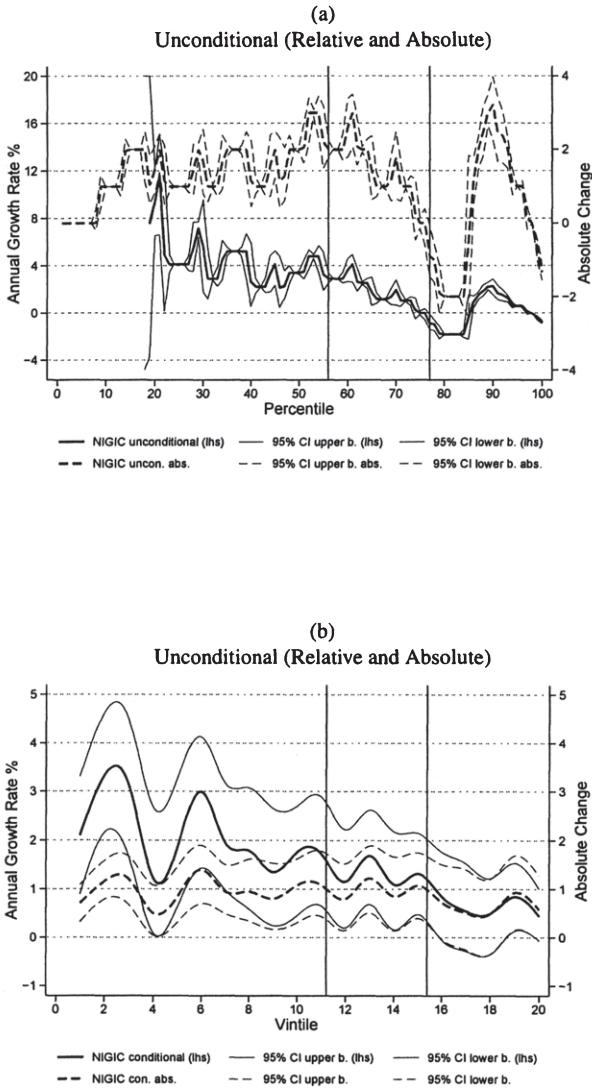 (a)
Unconditional (Relative and Absolute)
Annual Growth Rate %
20
16
12
8
4
0
−4
Absolute Change
4
3
2
1
0
−1
−2
−3
−4
0 10 20 30 40 50 60 70 80 90 100
Percentile
NIGIC unconditional (lhs) 95% CI upper b. (lhs) 95% CI lower b. (lhs)
NIGIC uncon. abs. 95% CI upper b. abs. 95% CI lower b. abs.
(b)
Unconditional (Relative and Absolute)
Annual Growth Rate %
5
4
3
2
1
0
−1
Absolute Change
5
4
3
2
1
0
−1
0 2 4 6 8 10 12 14 16 18 20
Vintile
NIGIC conditional (lhs) 95% CI upper b. (lhs) 95% CI lower b. (lhs)
NIGIC con. abs. 95% CI upper b. 95% CI lower b.